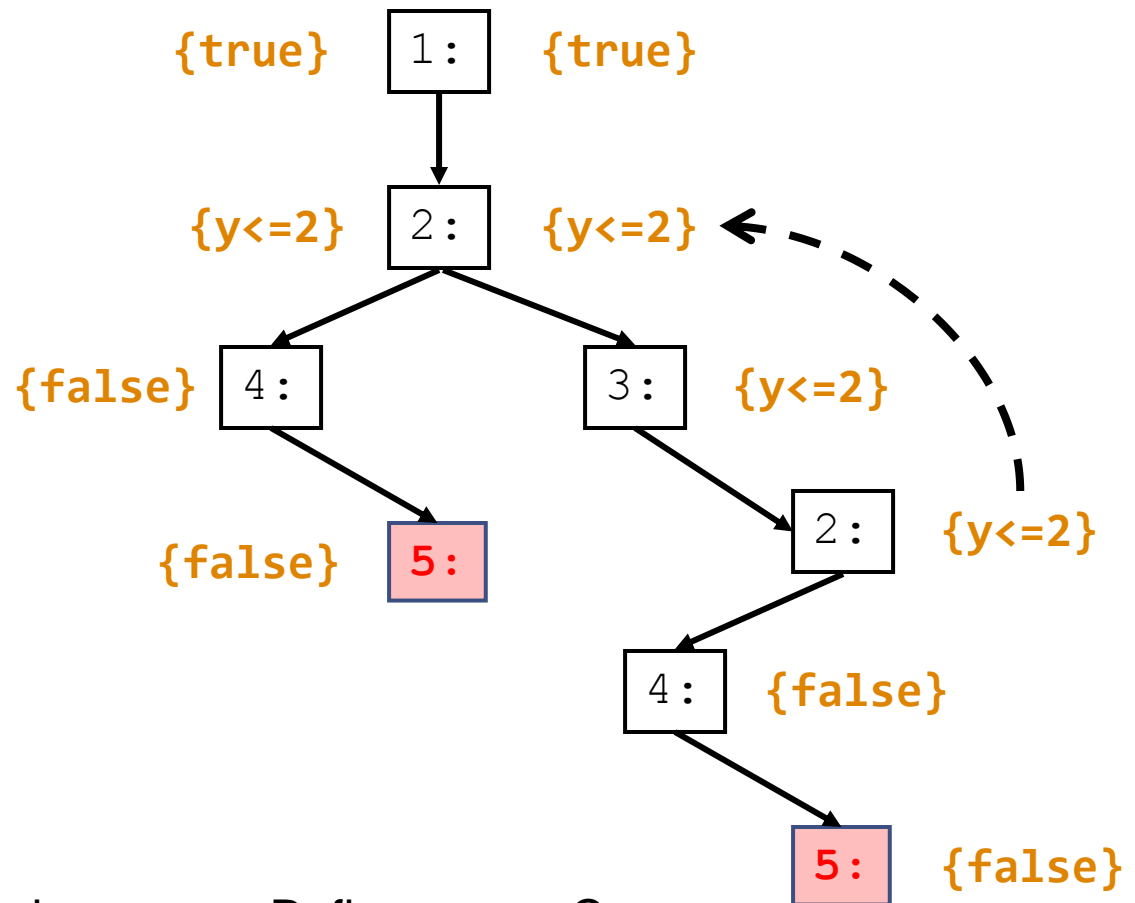 {true} 1: {true}
{y<=2} 2: {y<=2}
{false} 4: 3: {y<=2}
2: {y<=2}
{false} 5:
4: {false}
5: {false}